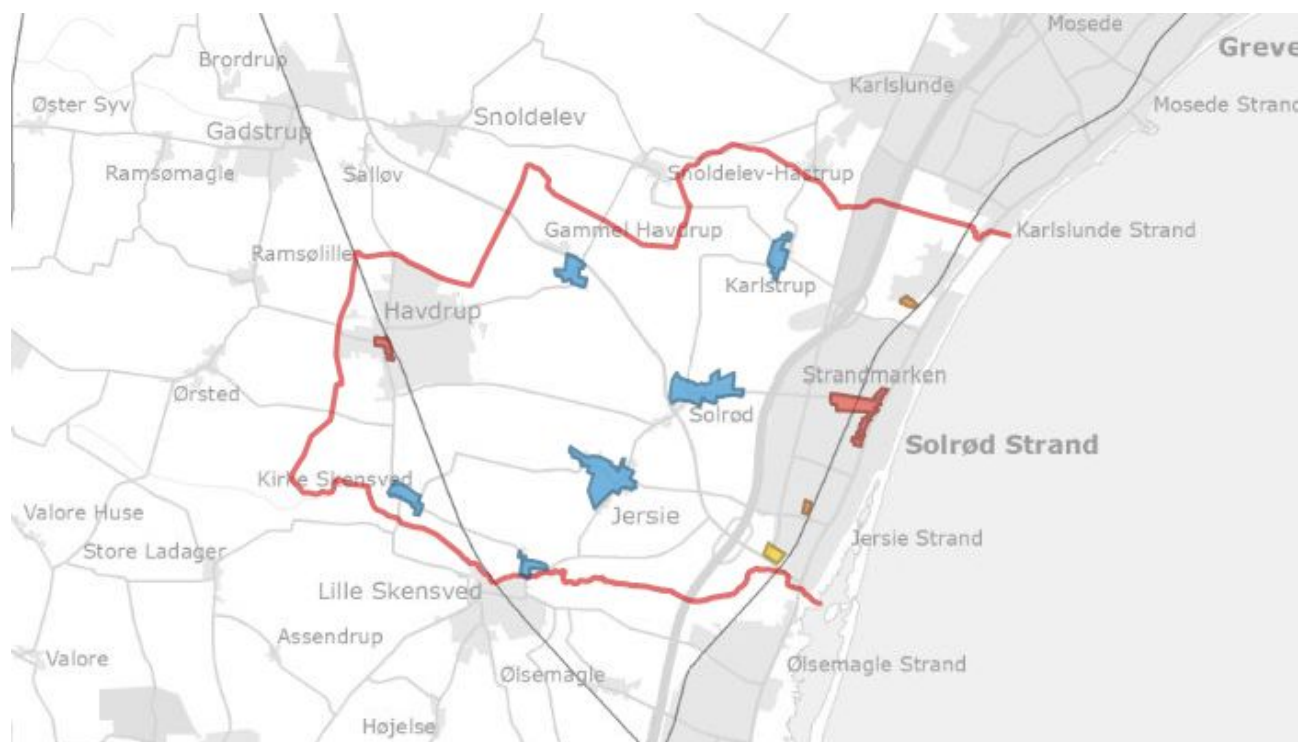 Mosede
Greve
Brordrup
Karlslunde
Øster Syv
Mosede Strand
Snoldelev
Gadstrup
Ramsømagle
Salløv
Snoldelev-Hastrup
Gammel Havdrup
Karlslunde Strand
Ramsølille
Karlstrup
Havdrup
Strandmarken
Ørsted
Solrød
Solrød Strand
Kirke Skensved
Valore Huse
Jersie
Jersie Strand
Store Ladager
Lille Skensved
Assendrup
Valore
Ølsemagle
Ølsemagle Strand
Højelse